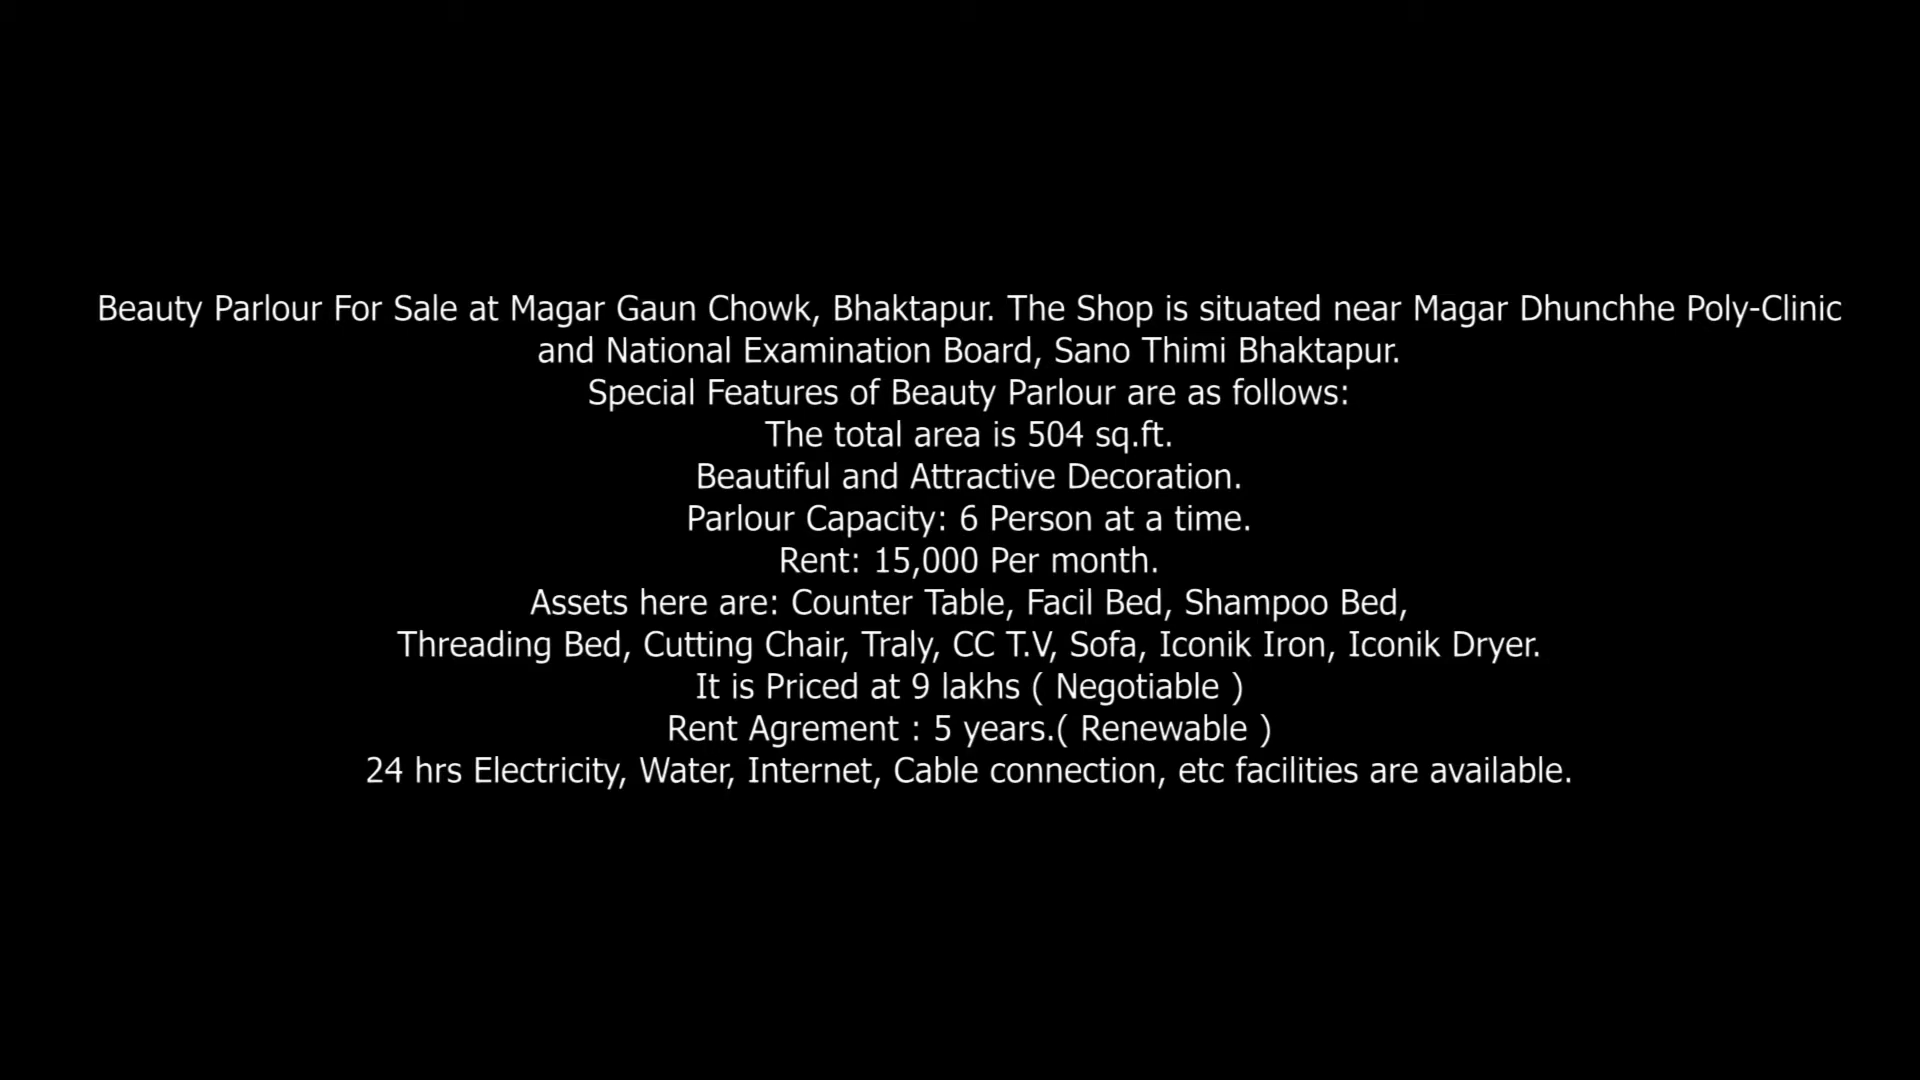 Beauty Parlour For Sale at Magar Gaun Chowk, Bhaktapur. The Shop is situated near Magar Dhunchhe Poly-Clinic
and National Examination Board, Sano Thimi Bhaktapur.
Special Features of Beauty Parlour are as follows:
The total area is 504 sq.ft.
Beautiful and Attractive Decoration.
Parlour Capacity: 6 Person at a time.
Rent: 15,000 Per month.
Assets here are: Counter Table, Facil Bed, Shampoo Bed,
Threading Bed, Cutting Chair, Traly, CC T.V, Sofa, Iconik Iron, Iconik Dryer.
It is Priced at 9 lakhs ( Negotiable )
Rent Agrement : 5 years.( Renewable )
24 hrs Electricity, Water, Internet, Cable connection, etc facilities are available.